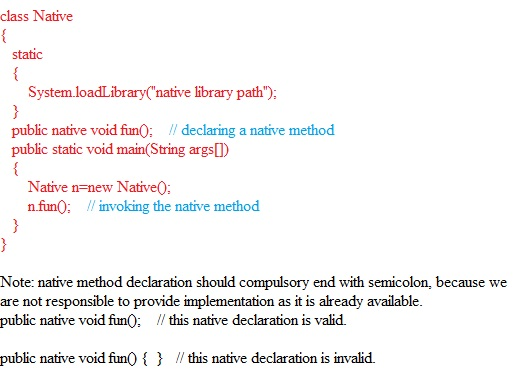 class Native
{
static
{
System.loadLibrary("native library path");
}
public native void fun(); // declaring a native method
public static void main(String args[])
{
Native n=new Native();
n.fun(); // invoking the native method
}
}
Note: native method declaration should compulsory end with semicolon, because we
are not responsible to provide implementation as it is already available.
public native void fun(); // this native declaration is valid.
public native void fun() { } // this native declaration is invalid.